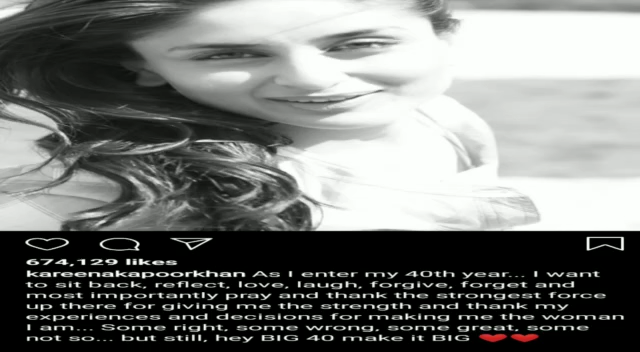 674,129 likes
kareenakapoorkhan As I enter my 40th year... I want
to sit back, reflect, love, laugh, forgive, forget and
most importantly pray and thank the strongest force
up there for giving me the strength and thank my
experiences and decisions for making me the woman
I am... Some right, some wrong, some great, some
not so... but still, hey BIG 40 make it BIG ❤️❤️